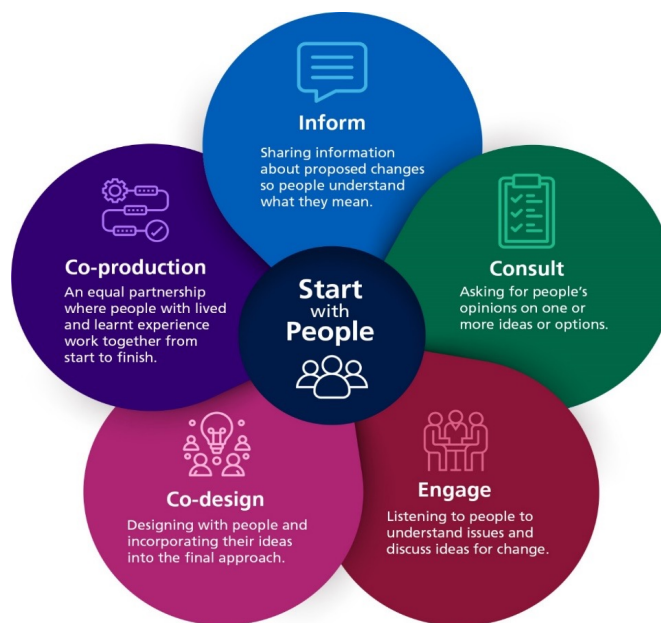 Inform
Sharing information
about proposed changes
so people understand
what they mean.
Consult
Asking for people's
opinions on one or
more ideas or options.
Engage
Listening to people to
understand issues and
discuss ideas for change.
Co-design
Designing with people and
incorporating their ideas
into the final approach.
Co-production
An equal partnership
where people with lived
and learnt experience
work together from
start to finish.
Start
with
People